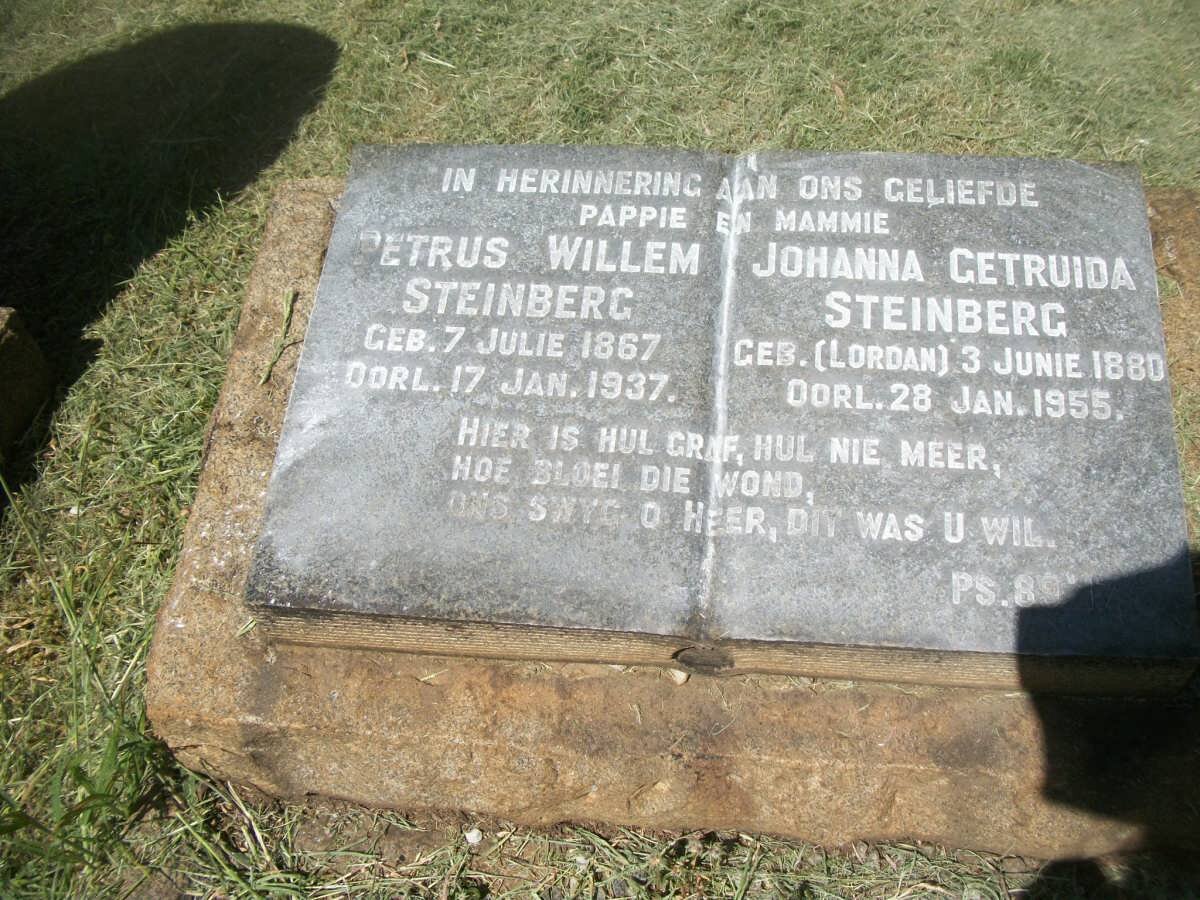 IN HERINNERING AAN ONS GELIEFDE
PAPPIE EN MAMMIE
PETRUS WILLEM
STEINBERG
GEB. 7 JULIE 1867
OORL. 17 JAN. 1937.
JOHANNA GETRUIDA
STEINBERG
GEB. (LORDAN) 3 JUNIE 1880
OORL. 28 JAN. 1955.
HIER IS HUL GRAF, HUL NIE MEER,
HOE BLOEI DIE WOND,
ONS SWYG O HEER, DIT WAS U WIL.
PS.